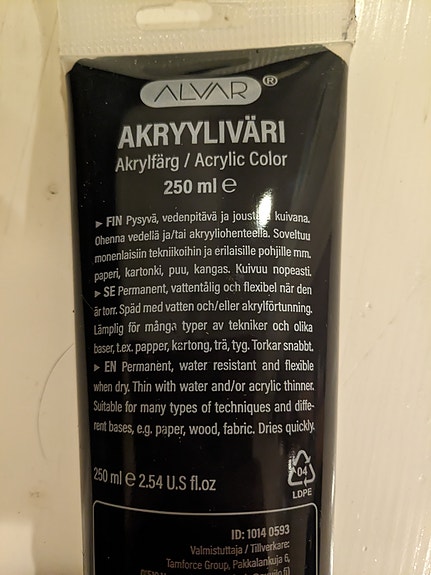 ALVAR®
AKRYYLIVÄRI
Akrylfärg / Acrylic Color
250 ml ℮
► FIN Pysyvä, vedenpitävä ja joustava kuivana.
Ohenna vedellä ja/tai akryyliohenteella. Soveltuu
monenlaisiin tekniikoihin ja erilaisille pohjille mm.
paperi, kartonki, puu, kangas. Kuivuu nopeasti.
► SE Permanent, vattentålig och flexibel när den
är torr. Späd med vatten och/eller akrylförtunning.
Lämplig för många typer av tekniker och olika
baser, t.ex. papper, kartong, trä, tyg. Torkar snabbt.
► EN Permanent, water resistant and flexible
when dry. Thin with water and/or acrylic thinner.
Suitable for many types of techniques and diffe-
rent bases, e.g. paper, wood, fabric. Dries quickly.
250 ml ℮ 2.54 U.S fl.oz
04
LDPE
ID: 1014 0593
Valmistuttaja / Tillverkare:
Tamforce Group, Pakkalankuja 6,